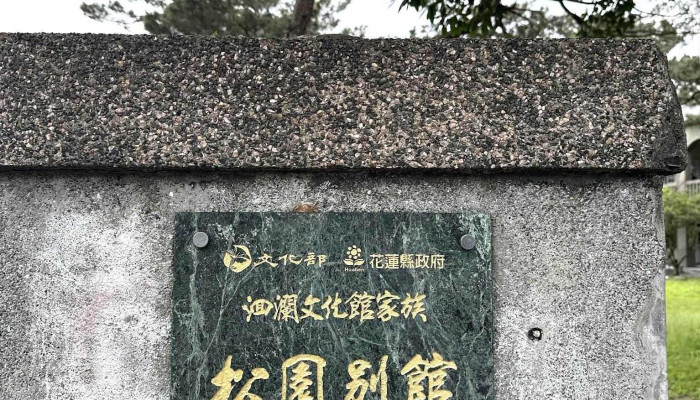 文化部 花蓮縣政府
Hualien
洄瀾文化館家族
松園別館